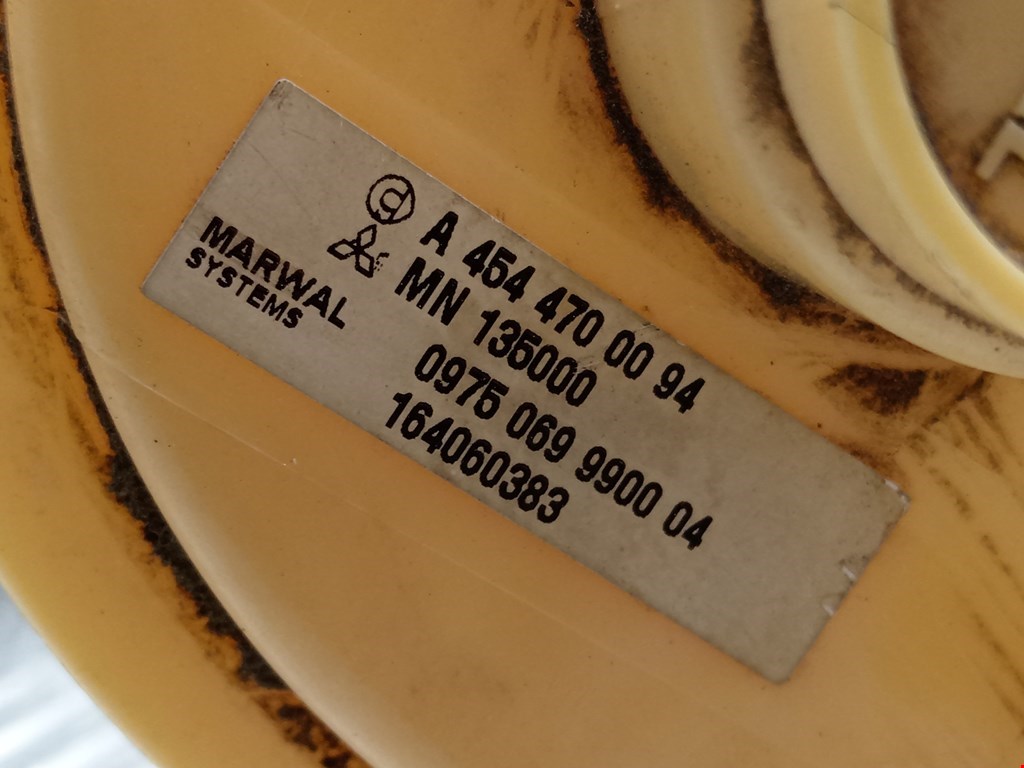 A 454 470 00 94
MN 135000
0975 069 9900 04
164060383
MARWAL
SYSTEMS